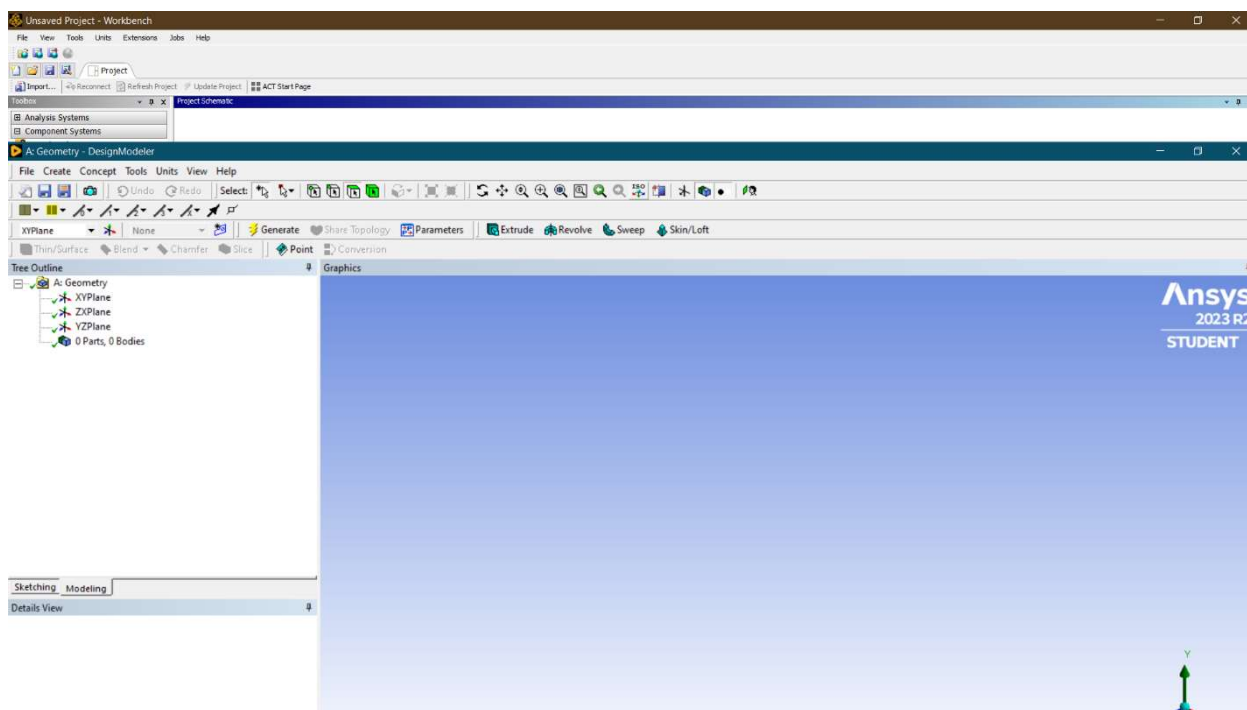 Unsaved Project - Workbench
File View Tools Units Extensions Jobs Help
Project
Import... Reconnect Refresh Project Update Project ACT Start Page
Toolbox Project Schematic
Analysis Systems
Component Systems
A: Geometry - DesignModeler
File Create Concept Tools Units View Help
Undo Redo Select: ISO
XYPlane None Generate Share Topology Parameters Extrude Revolve Sweep Skin/Loft
Thin/Surface Blend Chamfer Slice Point Conversion
Tree Outline Graphics
A: Geometry
XYPlane
ZXPlane
YZPlane
0 Parts, 0 Bodies
Ansys
2023 R2
STUDENT
Sketching Modeling
Details View
Y